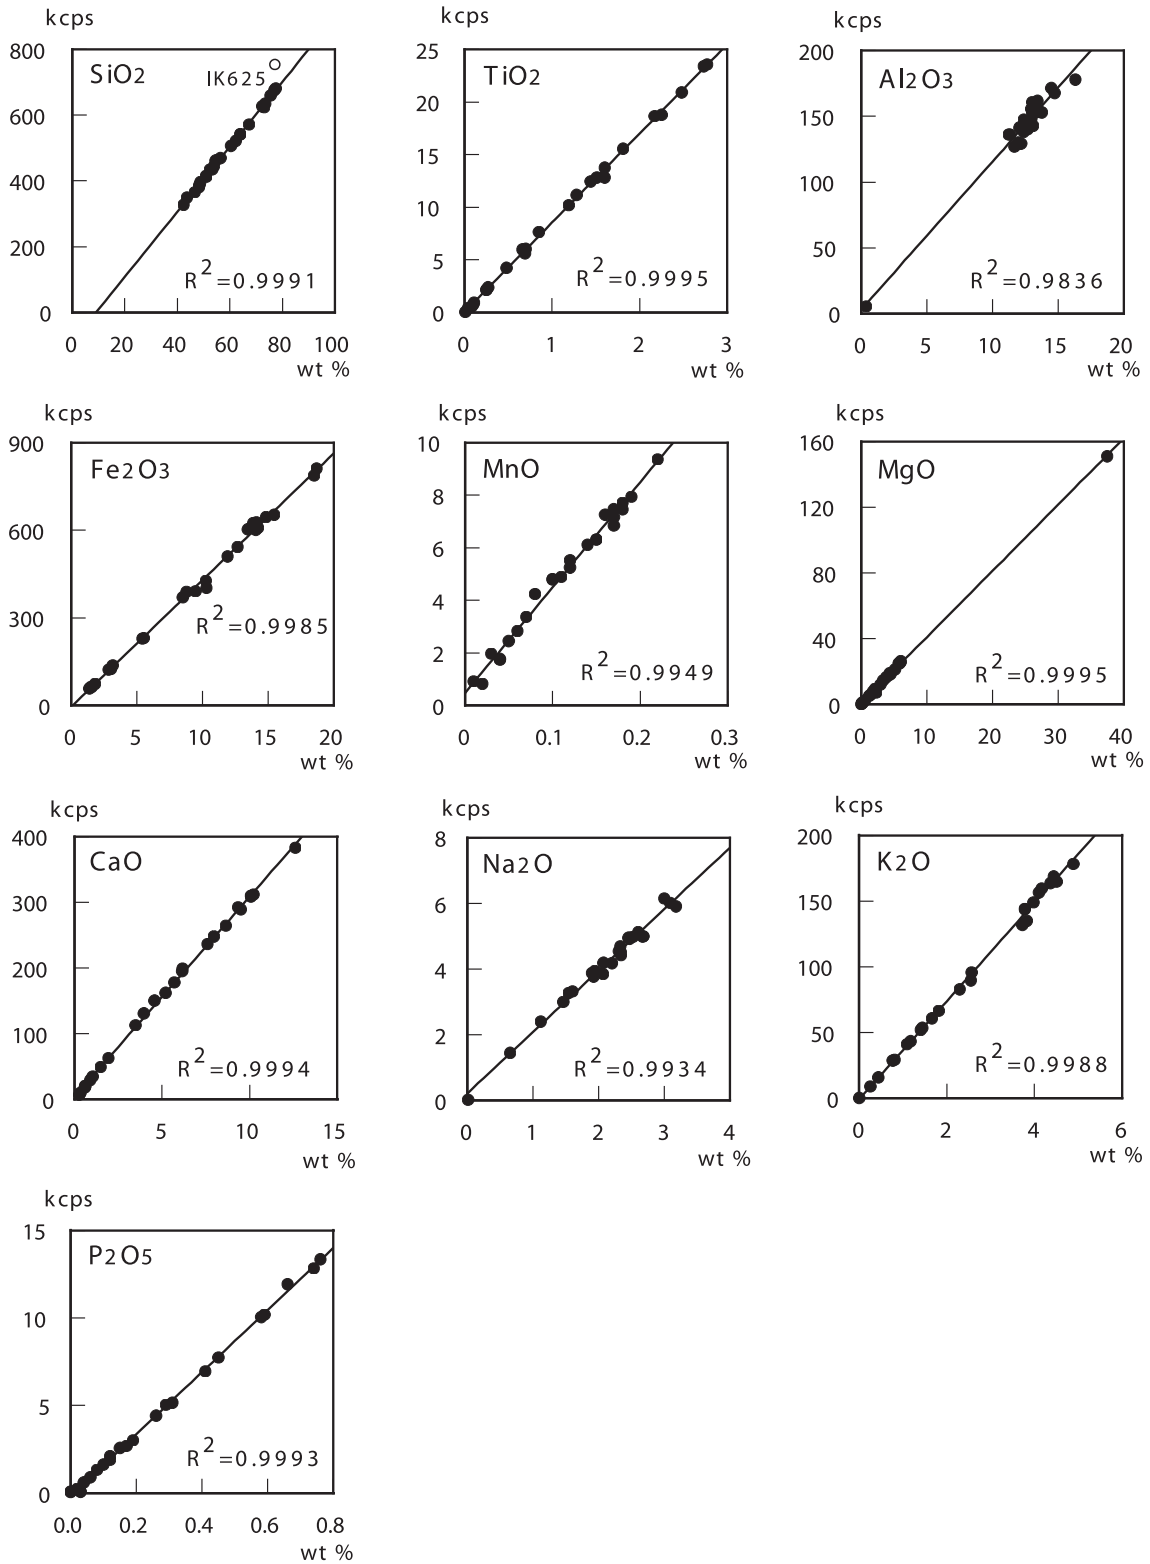 kcps
800
600
400
200
0
SiO2
IK625
R2=0.9991
0 20 40 60 80 100
wt %
kcps
25
20
15
10
5
0
TiO2
R2=0.9995
0 1 2 3
wt %
kcps
200
150
100
50
0
Al2O3
R2=0.9836
0 5 10 15 20
wt %
kcps
900
600
300
0
Fe2O3
R2=0.9985
0 5 10 15 20
wt %
kcps
10
8
6
4
2
0
MnO
R2=0.9949
0 0.1 0.2 0.3
wt %
kcps
160
120
80
40
0
MgO
R2=0.9995
0 10 20 30 40
wt %
kcps
400
300
200
100
0
CaO
R2=0.9994
0 5 10 15
wt %
kcps
8
6
4
2
0
Na2O
R2=0.9934
0 1 2 3 4
wt %
kcps
200
150
100
50
0
K2O
R2=0.9988
0 2 4 6
wt %
kcps
15
10
5
0
P2O5
R2=0.9993
0.0 0.2 0.4 0.6 0.8
wt %